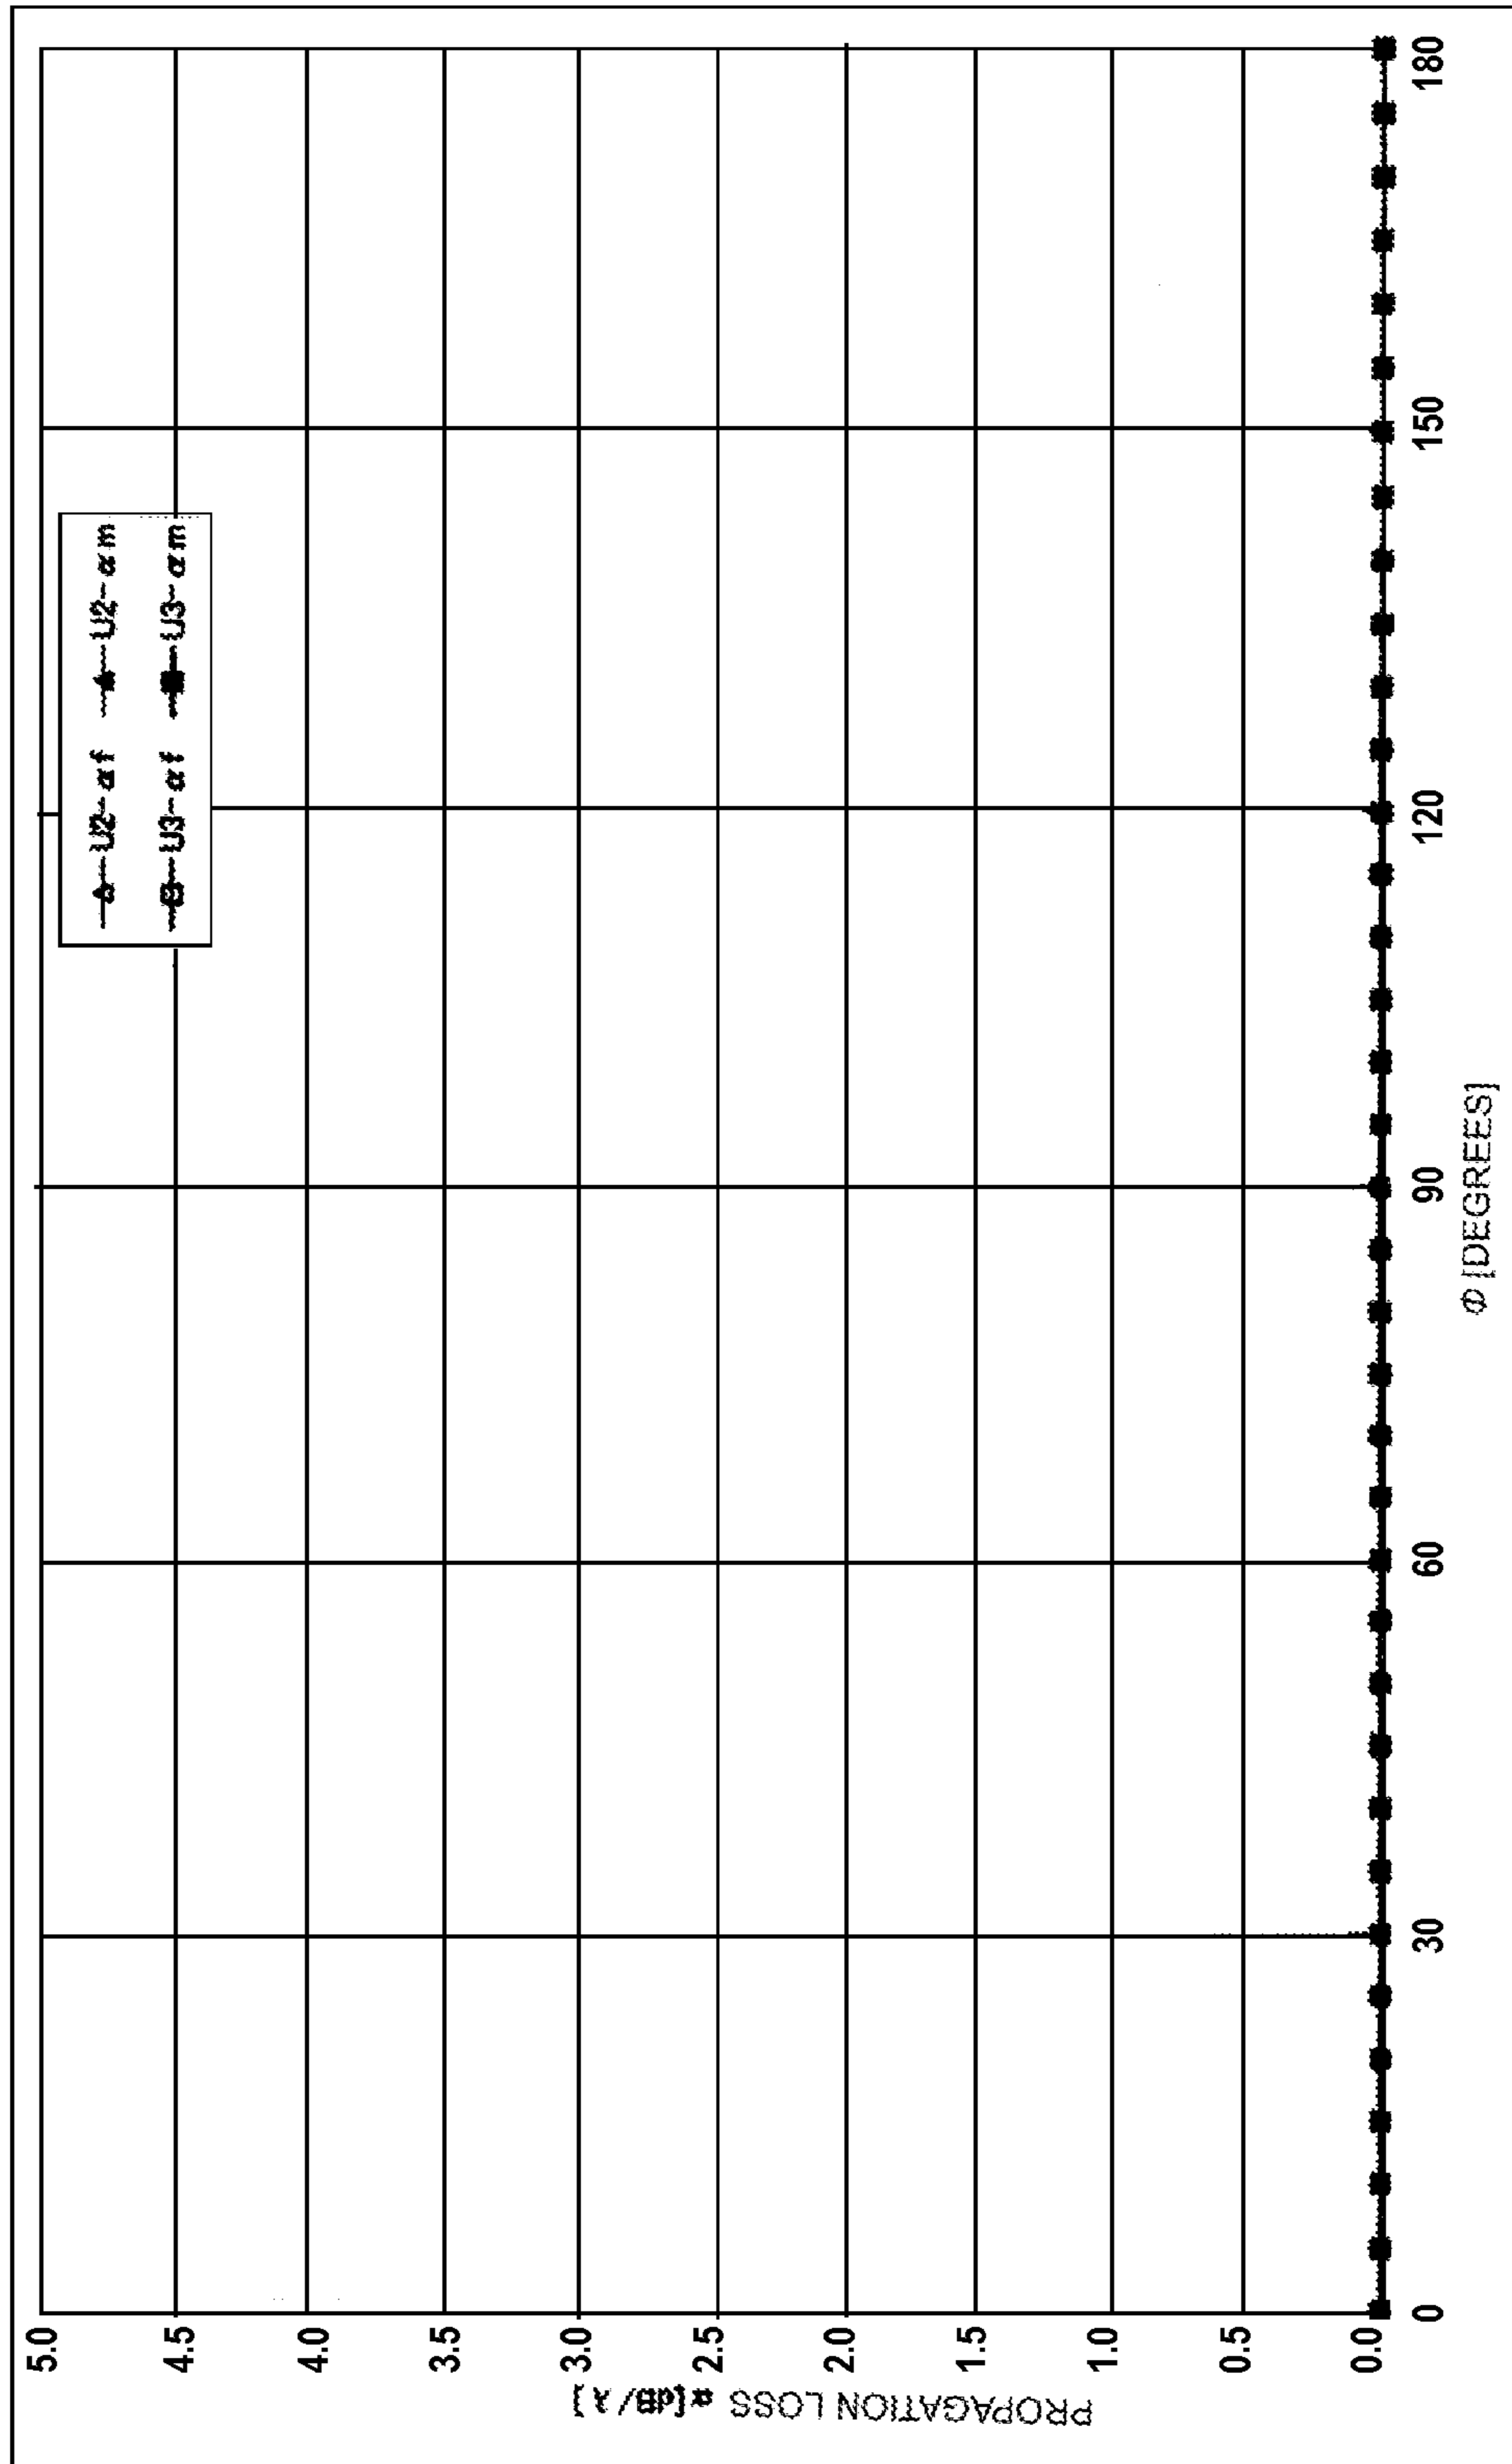 PROPAGATION LOSS α [dB/λ]
5.0
4.5
4.0
3.5
3.0
2.5
2.0
1.5
1.0
0.5
0.0
U2-αf U2-αm
U3-αf U3-αm
0 30 60 90 120 150 180
Φ [DEGREES]